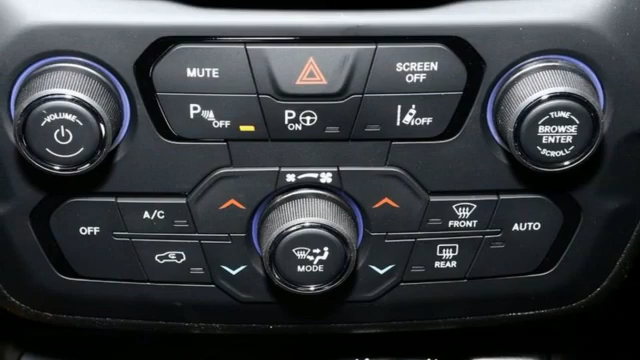 MUTE
SCREEN
OFF
VOLUME
P OFF
P ON
OFF
TUNE
BROWSE
ENTER
SCROLL
OFF
A/C
MODE
FRONT
REAR
AUTO